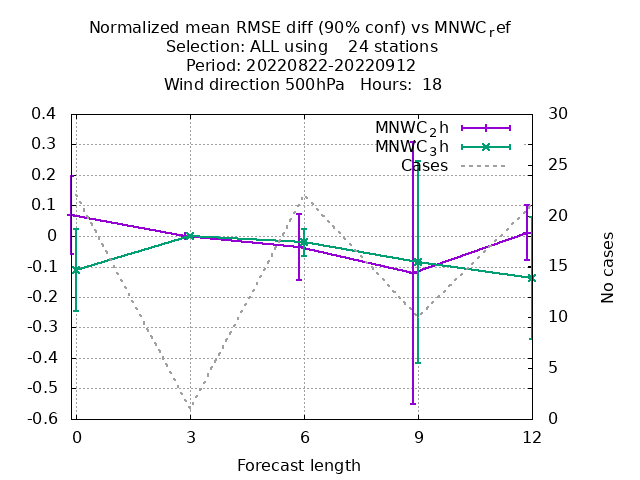 Normalized mean RMSE diff (90% conf) vs MNWC_ref
Selection: ALL using    24 stations
Period: 20220822-20220912
Wind direction 500hPa   Hours:  18
0.4
0.3
0.2
0.1
0
-0.1
-0.2
-0.3
-0.4
-0.5
-0.6
MNWC_2h
MNWC_3h
Cases
30
25
20
15
10
5
0
No cases
0 3 6 9 12
Forecast length